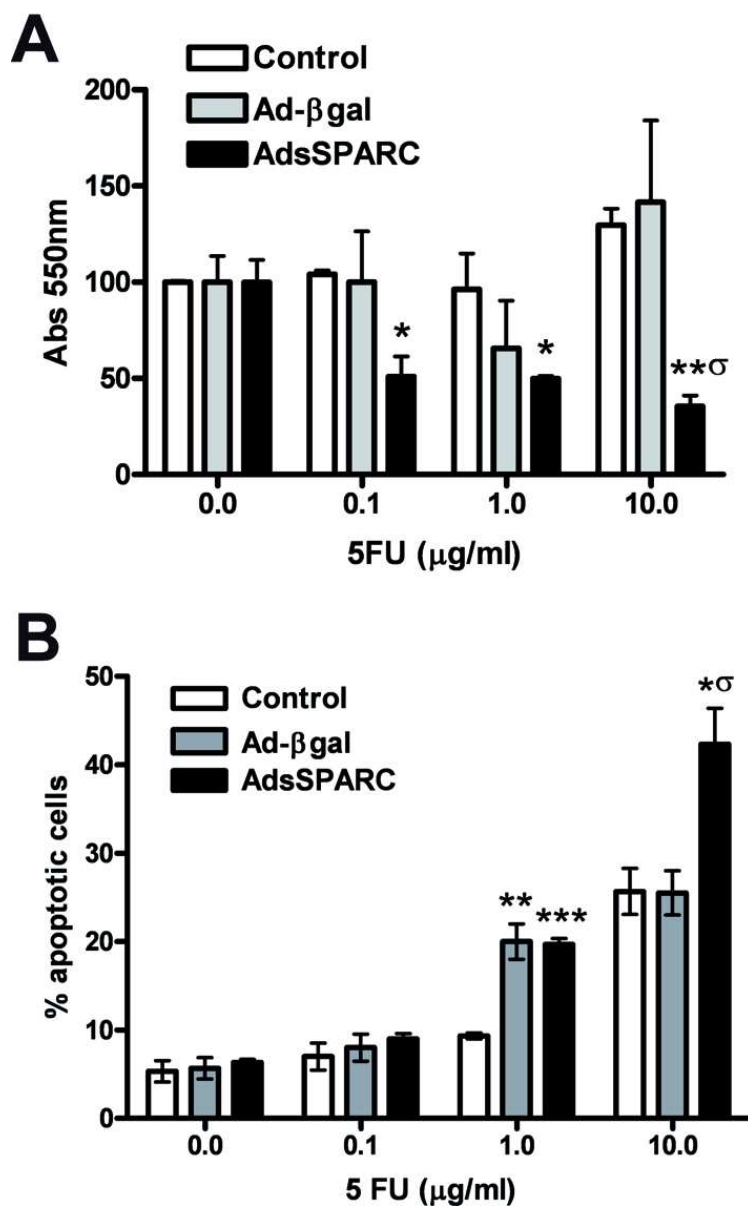 A
Control
Ad-βgal
AdsSPARC
Abs 550nm
200
150
100
50
0
*
*
**σ
0.0 0.1 1.0 10.0
5FU (μg/ml)
B
Control
Ad-βgal
AdsSPARC
% apoptotic cells
50
40
30
20
10
0
*σ
** ***
0.0 0.1 1.0 10.0
5 FU (μg/ml)